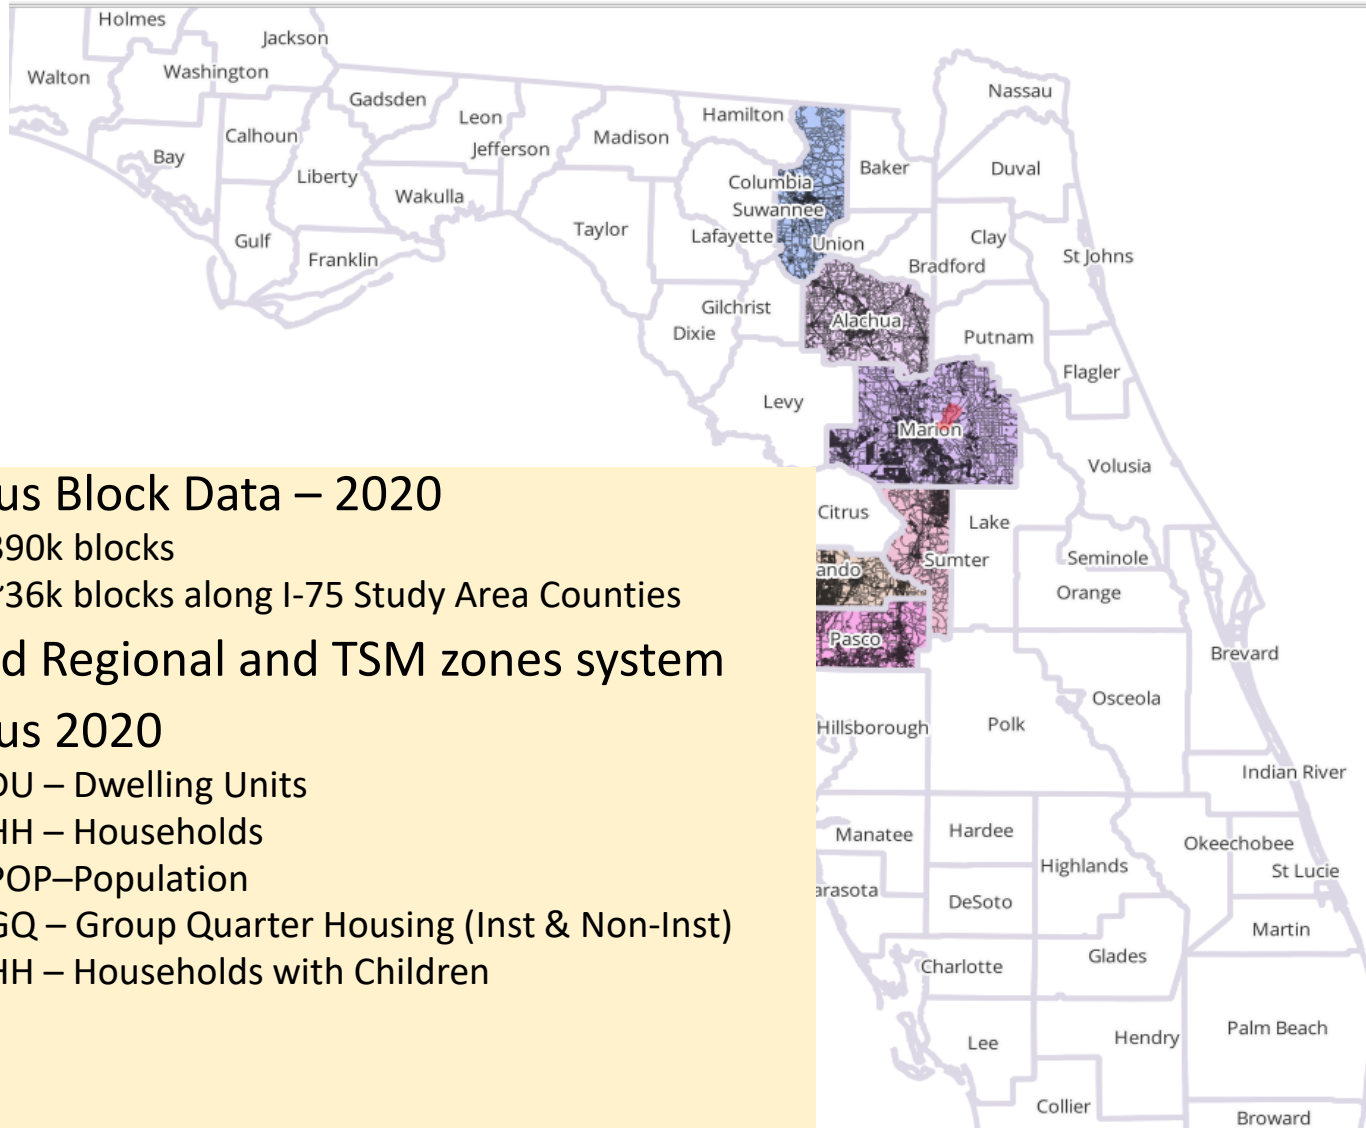 Holmes
Jackson
Walton
Washington
Gadsden
Leon
Calhoun
Jefferson
Bay
Liberty
Wakulla
Gulf
Franklin
Madison
Hamilton
Taylor
Columbia
Suwannee
Lafayette
Union
Baker
Nassau
Duval
Clay
Bradford
St Johns
Gilchrist
Dixie
Alachua
Putnam
Flagler
Levy
Marion
Volusia
us Block Data – 2020
90k blocks
36k blocks along I-75 Study Area Counties
d Regional and TSM zones system
us 2020
DU – Dwelling Units
HH – Households
POP–Population
GQ – Group Quarter Housing (Inst & Non-Inst)
HH – Households with Children
Citrus
Lake
Sumter
ando
Seminole
Orange
Pasco
Brevard
Osceola
Hillsborough
Polk
Indian River
Manatee
Hardee
Okeechobee
Highlands
St Lucie
arasota
DeSoto
Martin
Glades
Charlotte
Palm Beach
Hendry
Lee
Collier
Broward